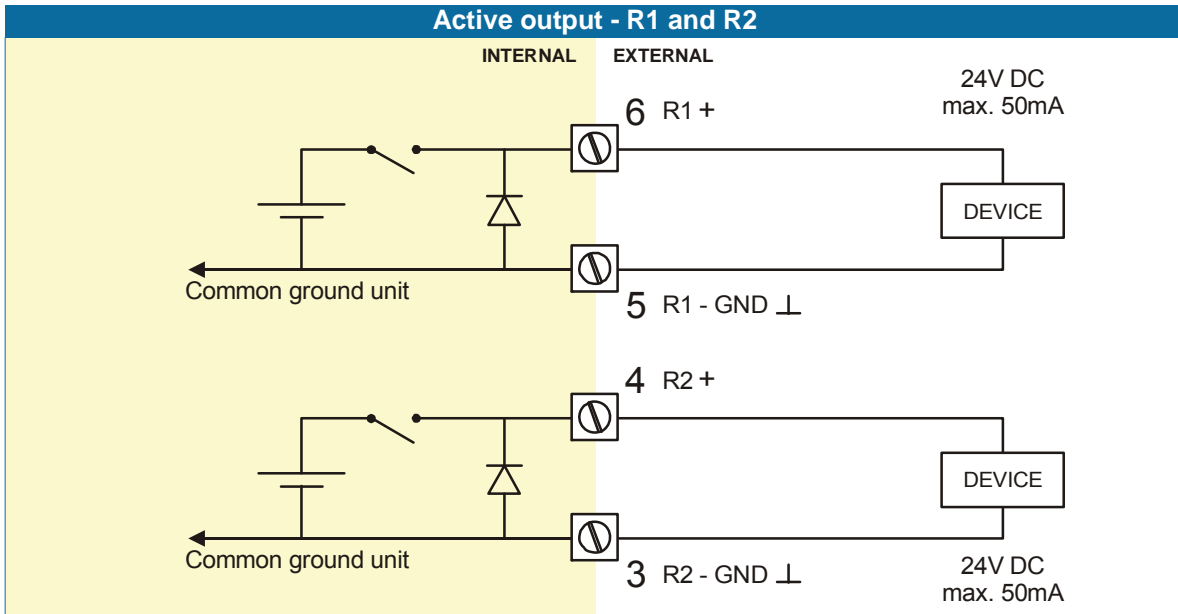 Active output - R1 and R2
INTERNAL EXTERNAL
24V DC
max. 50mA
6 R1 +
DEVICE
Common ground unit
5 R1 - GND ⊥
4 R2 +
DEVICE
Common ground unit
3 R2 - GND ⊥
24V DC
max. 50mA